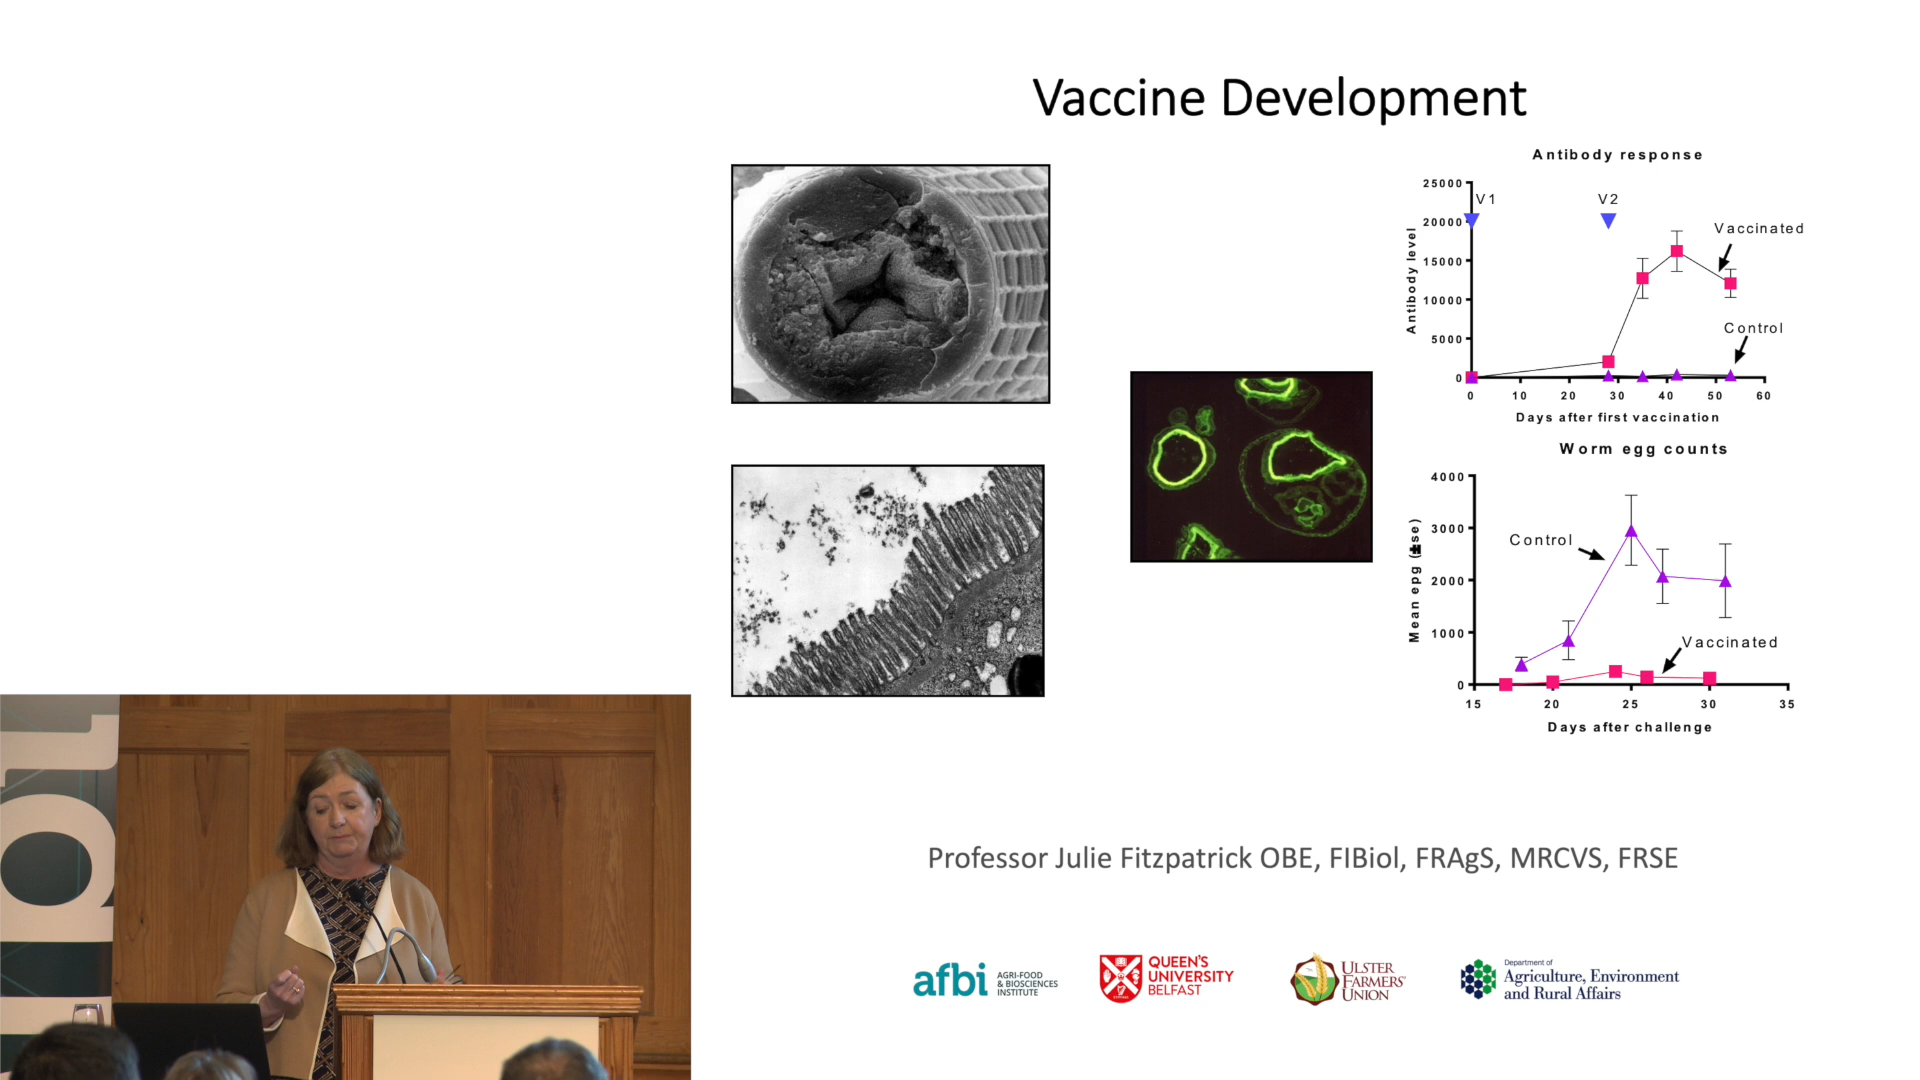 Vaccine Development
Antibody response
25000
20000
15000
10000
5000
0
Antibody level
V1
V2
Vaccinated
Control
0 10 20 30 40 50 60
Days after first vaccination
Worm egg counts
4000
3000
2000
1000
0
Mean epg (±se)
Control
Vaccinated
15 20 25 30 35
Days after challenge
Professor Julie Fitzpatrick OBE, FIBiol, FRAgS, MRCVS, FRSE
afbi
AGRI-FOOD
& BIOSCIENCES
INSTITUTE
QUEEN'S
UNIVERSITY
BELFAST
ULSTER
FARMERS'
UNION
Department of
Agriculture, Environment
and Rural Affairs